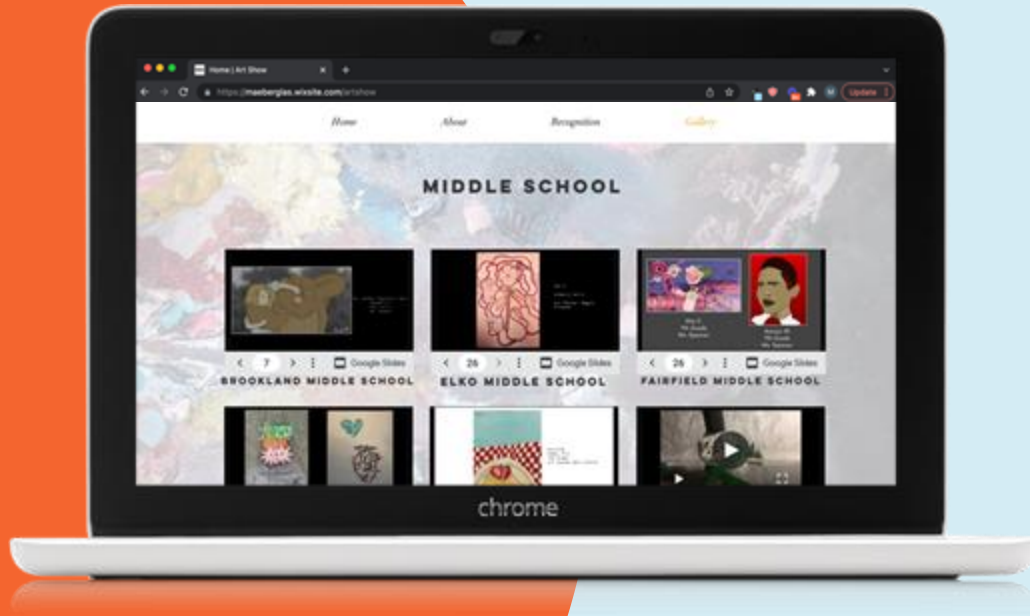 Home | Art Show
https://maeberglas.wixsite.com/artshow
Update
Home About Recognition Gallery
MIDDLE SCHOOL
7 Google Slides
26 Google Slides
26 Google Slides
BROOKLAND MIDDLE SCHOOL
ELKO MIDDLE SCHOOL
FAIRFIELD MIDDLE SCHOOL
chrome